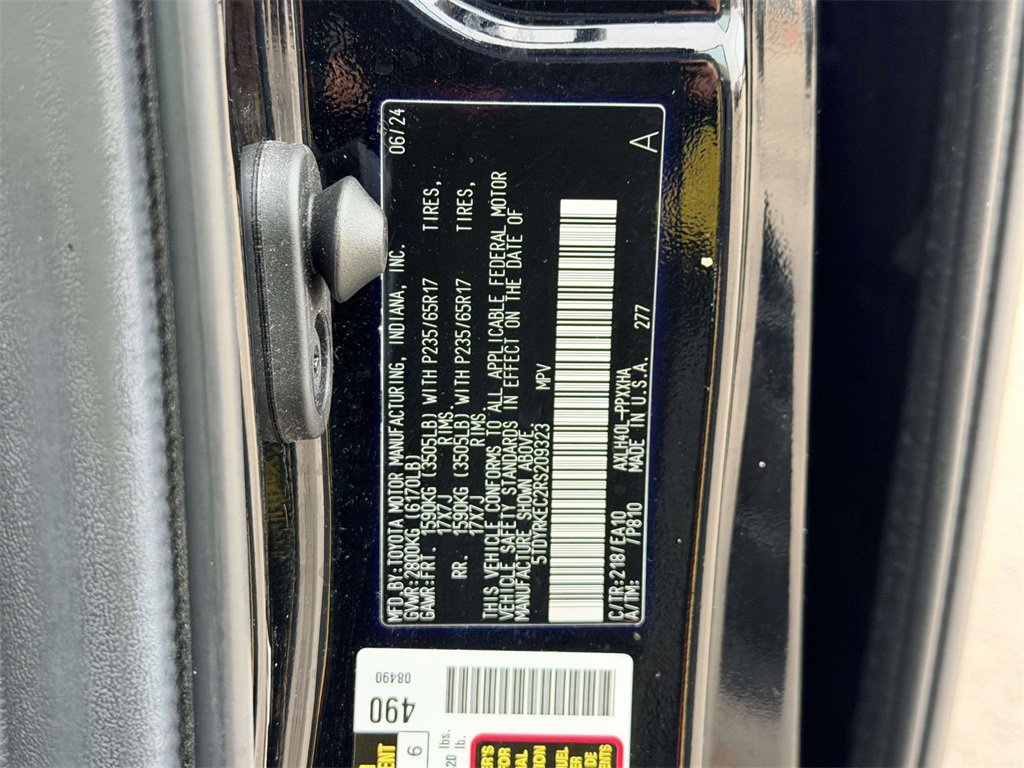 MFD.BY:TOYOTA MOTOR MANUFACTURING, INDIANA, INC. 06/24
GVWR:2800KG (6170LB)
GAWR:FRT. 1590KG (3505LB) WITH P235/65R17 TIRES,
17X7J RIMS.
RR. 1590KG (3505LB) WITH P235/65R17 TIRES,
17X7J RIMS.
THIS VEHICLE CONFORMS TO ALL APPLICABLE FEDERAL MOTOR
VEHICLE SAFETY STANDARDS IN EFFECT ON THE DATE OF
MANUFACTURE SHOWN ABOVE.
5TDYRKEC2RS209323 MPV
C/TR:218/EA10 AXLH40L-PPXXHA
A/TM: /P810 MADE IN U.S.A. 277
A
490
08490
6
lbs.
20 lb.